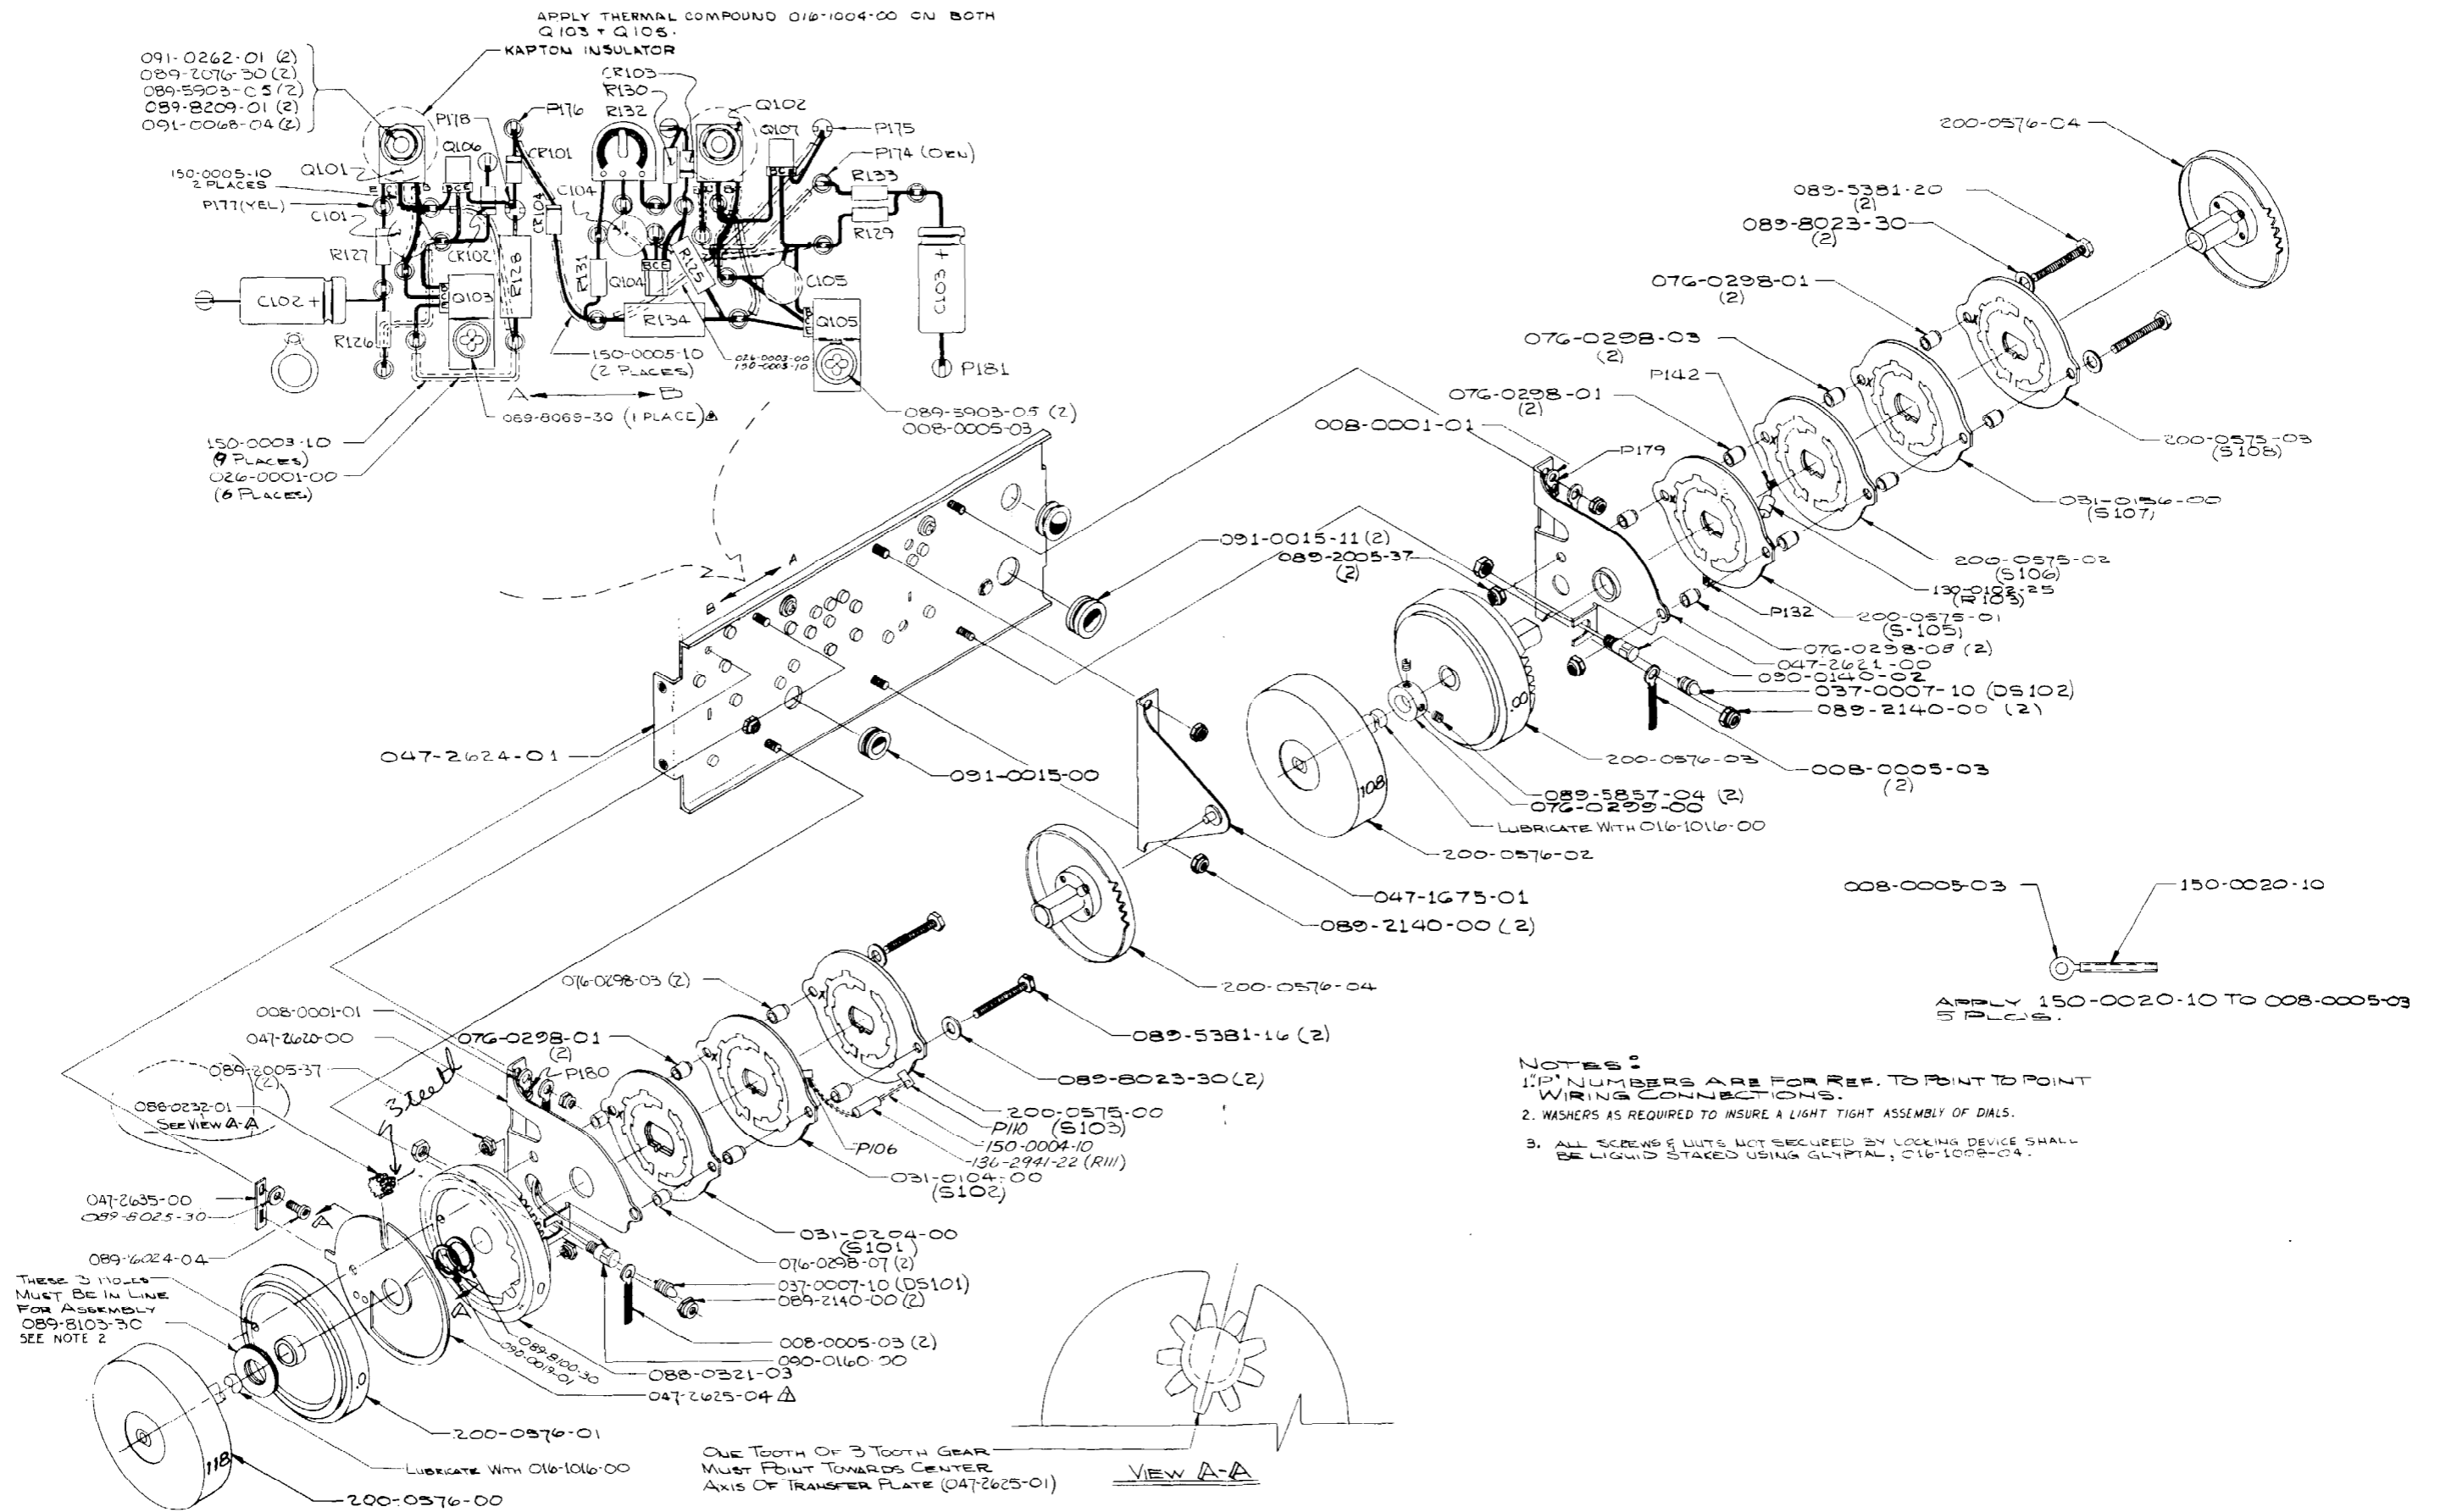 APPLY THERMAL COMPOUND 016-1004-00 ON BOTH
Q103 + Q105.
KAPTON INSULATOR
091-0262-01 (2)
089-2076-30 (2)
089-5903-05 (2)
089-8209-01 (2)
091-0068-04 (2)
CR103
R130
R132
Q102
Q107
P175
P174 (ORN)
R133
R129
P176
P178
Q106
CR101
Q101
150-0005-10
2 PLACES
E C B
B C E
P177 (YEL)
C101
C104
CR104
R127
CR102
R128
R131
Q104
BCE
R125
C105
C103 +
C102 +
Q103
R134
Q105
R126
150-0005-10
(2 PLACES)
026-0003-00
150-0003-10
P181
A B
089-8069-30 (1 PLACE)
089-5903-05 (2)
008-0005-03
150-0003-10
(9 PLACES)
026-0001-00
(6 PLACES)
200-0576-04
089-5381-20
(2)
089-8023-30
(2)
076-0298-01
(2)
076-0298-03
(2)
P142
076-0298-01
(2)
008-0001-01
P179
200-0575-03
(S108)
031-0156-00
(S107)
200-0575-02
(S106)
130-0102-25
(R103)
P132
200-0575-01
(S-105)
076-0298-08 (2)
047-2621-00
090-0140-02
037-0007-10 (DS102)
089-2140-00 (2)
008-0005-03
(2)
091-0015-11 (2)
089-2005-37
(2)
A
B
047-2624-01
091-0015-00
80
108
200-0576-03
089-5857-04 (2)
076-0299-00
LUBRICATE WITH 016-1016-00
200-0576-02
047-1675-01
089-2140-00 (2)
200-0576-04
008-0005-03
150-0020-10
APPLY 150-0020-10 TO 008-0005-03
5 PLC'S.
076-0298-03 (2)
008-0001-01
047-2620-00
076-0298-01
(2)
089-2005-37
(2)
P180
3 teeth
088-0232-01
SEE VIEW A-A
089-5381-16 (2)
089-8023-30 (2)
200-0575-00
(S103)
P110
150-0004-10
136-2941-22 (R111)
P106
031-0104-00
(S102)
031-0204-00
(S101)
076-0298-07 (2)
037-0007-10 (DS101)
089-2140-00 (2)
008-0005-03 (2)
090-0160-00
088-0321-03
089-8100-30
090-0019-01
047-2625-04
047-2635-00
089-8025-30
089-6024-04
A
A
THESE 3 HOLES
MUST BE IN LINE
FOR ASSEMBLY
089-8103-30
SEE NOTE 2
118
200-0576-01
LUBRICATE WITH 016-1016-00
200-0576-00
NOTES:
1. "P" NUMBERS ARE FOR REF. TO POINT TO POINT
WIRING CONNECTIONS.
2. WASHERS AS REQUIRED TO INSURE A LIGHT TIGHT ASSEMBLY OF DIALS.
3. ALL SCREWS & NUTS NOT SECURED BY LOCKING DEVICE SHALL
BE LIQUID STAKED USING GLYPTAL, 016-1008-04.
ONE TOOTH OF 3 TOOTH GEAR
MUST POINT TOWARDS CENTER
AXIS OF TRANSFER PLATE (047-2625-01)
VIEW A-A